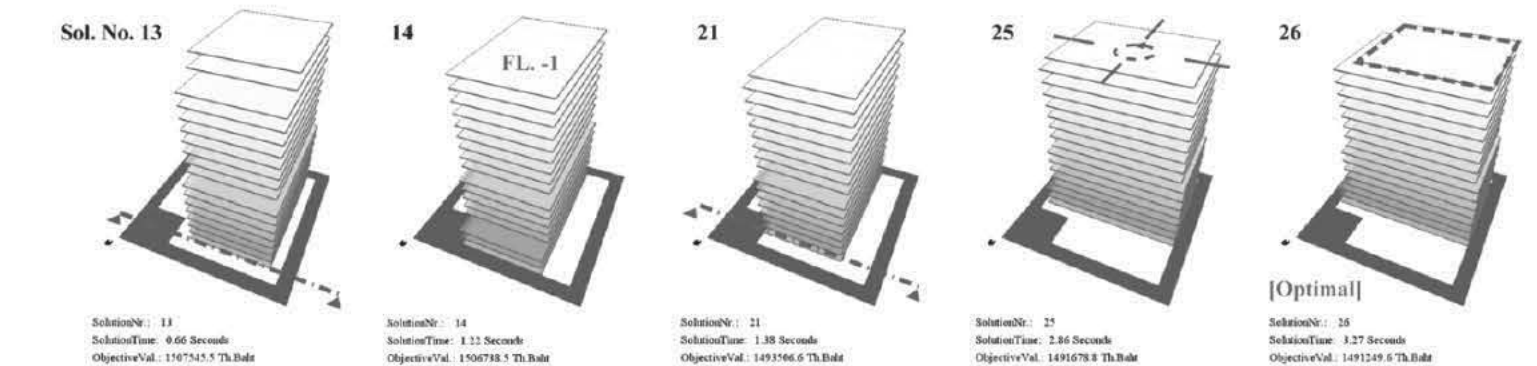 Sol. No. 13
14
FL. -1
21
25
26
[Optimal]
SolutionNr.: 13
SolutionTime: 0.66 Seconds
ObjectiveVal.: 1507545.5 Th.Baht
SolutionNr.: 14
SolutionTime: 1.22 Seconds
ObjectiveVal.: 1506738.5 Th.Baht
SolutionNr.: 21
SolutionTime: 1.38 Seconds
ObjectiveVal.: 1493506.6 Th.Baht
SolutionNr.: 25
SolutionTime: 2.86 Seconds
ObjectiveVal.: 1491678.8 Th.Baht
SolutionNr.: 26
SolutionTime: 3.27 Seconds
ObjectiveVal.: 1491249.6 Th.Baht